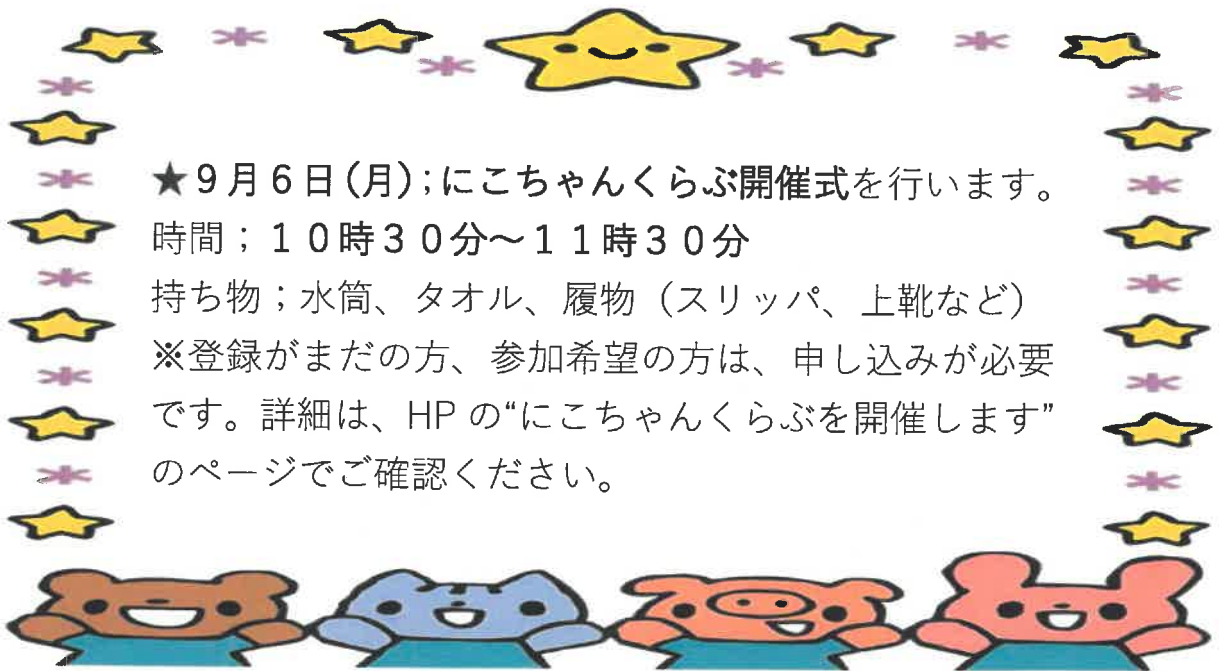 ★９月６日(月);にこちゃんくらぶ開催式を行います。
時間；１０時３０分～１１時３０分
持ち物；水筒、タオル、履物（スリッパ、上靴など）
※登録がまだの方、参加希望の方は、申し込みが必要
です。詳細は、HP の“にこちゃんくらぶを開催します”
のページでご確認ください。